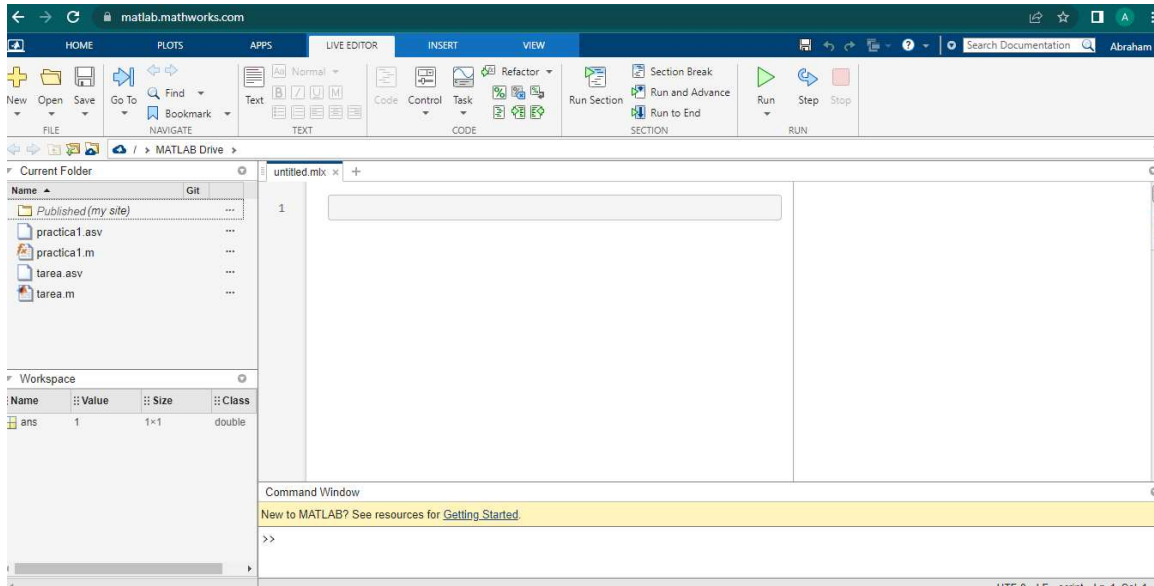 matlab.mathworks.com
A
HOME PLOTS APPS LIVE EDITOR INSERT VIEW
Search Documentation
Abraham
New Open Save
FILE
Go To
Find
Bookmark
NAVIGATE
Text
Aa Normal
B I U M
TEXT
Code Control Task
Refactor
CODE
Run Section
Section Break
Run and Advance
Run to End
SECTION
Run Step Stop
RUN
/ > MATLAB Drive >
Current Folder
Name Git
Published (my site) ...
practica1.asv ...
practica1.m ...
tarea.asv ...
tarea.m ...
Workspace
Name Value Size Class
ans 1 1×1 double
untitled.mlx × +
1
Command Window
New to MATLAB? See resources for Getting Started.
>>